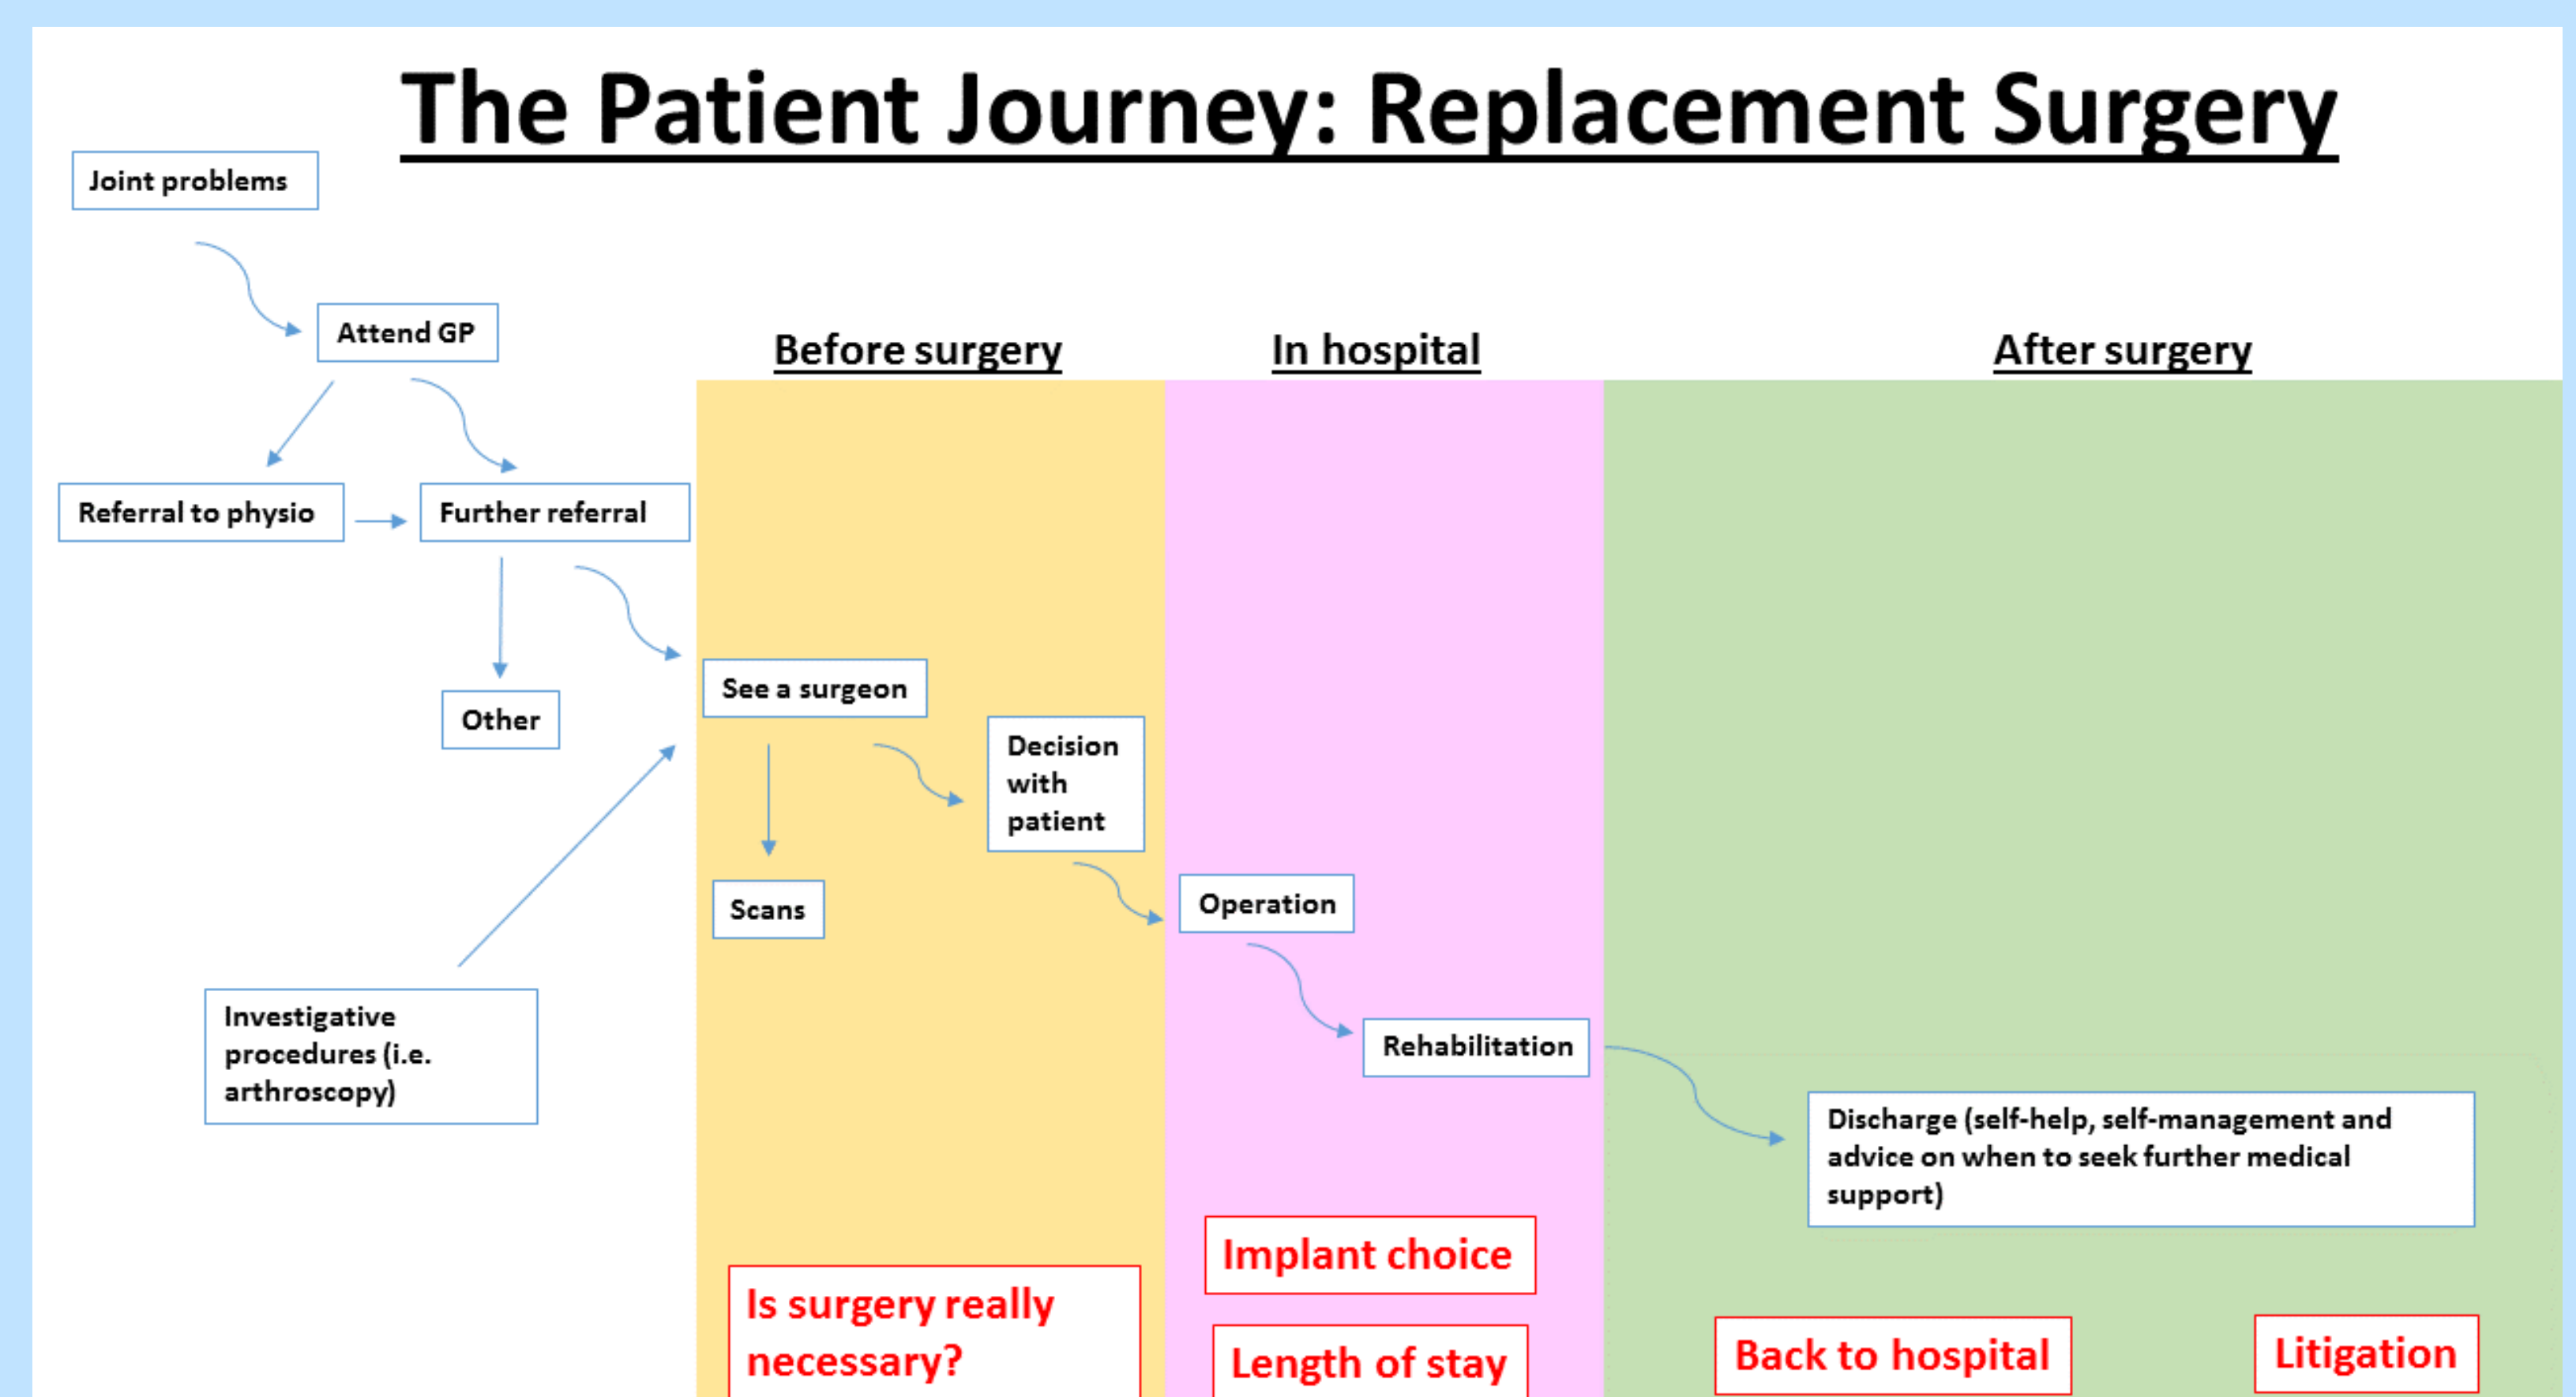 The Patient Journey: Replacement Surgery
Joint problems
Attend GP
Before surgery
In hospital
After surgery
Referral to physio
Further referral
Other
See a surgeon
Decision
with
patient
Scans
Operation
Investigative
procedures (i.e.
arthroscopy)
Rehabilitation
Discharge (self-help, self-management and
advice on when to seek further medical
support)
Is surgery really
necessary?
Implant choice
Length of stay
Back to hospital
Litigation